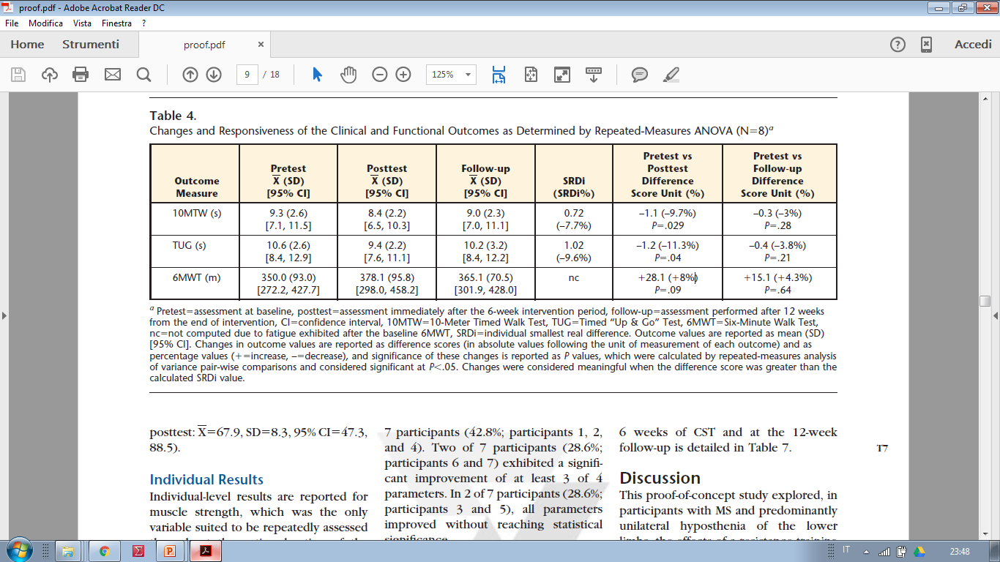 proof.pdf - Adobe Acrobat Reader DC
File Modifica Vista Finestra ?
Home Strumenti proof.pdf × ? Accedi
9 / 18 125%
Table 4.
Changes and Responsiveness of the Clinical and Functional Outcomes as Determined by Repeated-Measures ANOVA (N=8)a
Outcome Measure
Pretest X̅ (SD) [95% CI]
Posttest X̅ (SD) [95% CI]
Follow-up X̅ (SD) [95% CI]
SRDi (SRDi%)
Pretest vs Posttest Difference Score Unit (%)
Pretest vs Follow-up Difference Score Unit (%)
10MTW (s) 9.3 (2.6) 8.4 (2.2) 9.0 (2.3) 0.72 –1.1 (–9.7%) –0.3 (–3%)
[7.1, 11.5] [6.5, 10.3] [7.0, 11.1] (–7.7%) P=.029 P=.28
TUG (s) 10.6 (2.6) 9.4 (2.2) 10.2 (3.2) 1.02 –1.2 (–11.3%) –0.4 (–3.8%)
[8.4, 12.9] [7.6, 11.1] [8.4, 12.2] (–9.6%) P=.04 P=.21
6MWT (m) 350.0 (93.0) 378.1 (95.8) 365.1 (70.5) nc +28.1 (+8%) +15.1 (+4.3%)
[272.2, 427.7] [298.0, 458.2] [301.9, 428.0] P=.09 P=.64
a Pretest=assessment at baseline, posttest=assessment immediately after the 6-week intervention period, follow-up=assessment performed after 12 weeks
from the end of intervention, CI=confidence interval, 10MTW=10-Meter Timed Walk Test, TUG=Timed “Up & Go” Test, 6MWT=Six-Minute Walk Test,
nc=not computed due to fatigue exhibited after the baseline 6MWT, SRDi=individual smallest real difference. Outcome values are reported as mean (SD)
[95% CI]. Changes in outcome values are reported as difference scores (in absolute values following the unit of measurement of each outcome) and as
percentage values (+=increase, –=decrease), and significance of these changes is reported as P values, which were calculated by repeated-measures analysis
of variance pair-wise comparisons and considered significant at P<.05. Changes were considered meaningful when the difference score was greater than the
calculated SRDi value.
posttest: X̅=67.9, SD=8.3, 95% CI=47.3,
88.5).
Individual Results
Individual-level results are reported for
muscle strength, which was the only
variable suited to be repeatedly assessed
7 participants (42.8%; participants 1, 2,
and 4). Two of 7 participants (28.6%;
participants 6 and 7) exhibited a signifi-
cant improvement of at least 3 of 4
parameters. In 2 of 7 participants (28.6%;
participants 3 and 5), all parameters
improved without reaching statistical
significance.
6 weeks of CST and at the 12-week
follow-up is detailed in Table 7.
T7
Discussion
This proof-of-concept study explored, in
participants with MS and predominantly
unilateral hyposthenia of the lower
limbs, the effects of a resistance training
IT 23:48